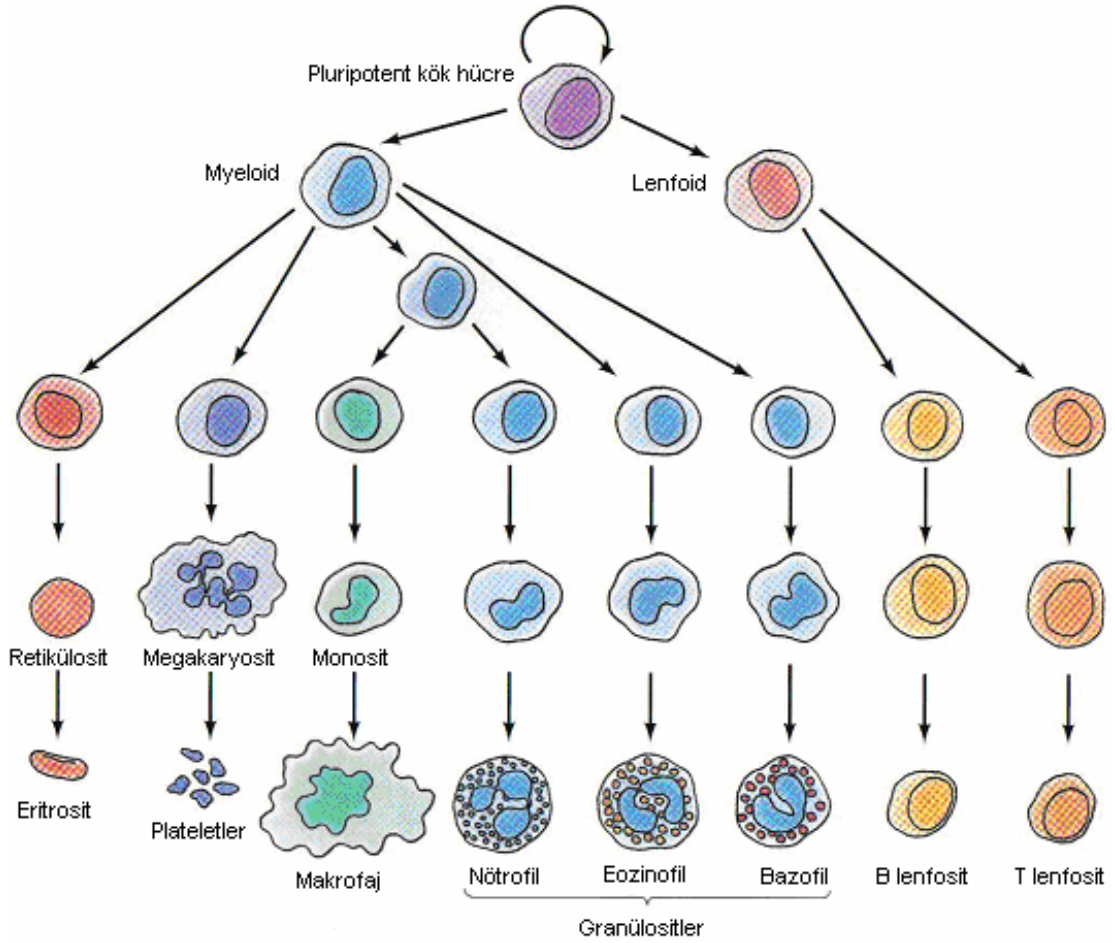 Pluripotent kök hücre
Myeloid
Lenfoid
Retikülosit
Megakaryosit
Monosit
Eritrosit
Plateletler
Makrofaj
Nötrofil
Eozinofil
Bazofil
B lenfosit
T lenfosit
Granülositler